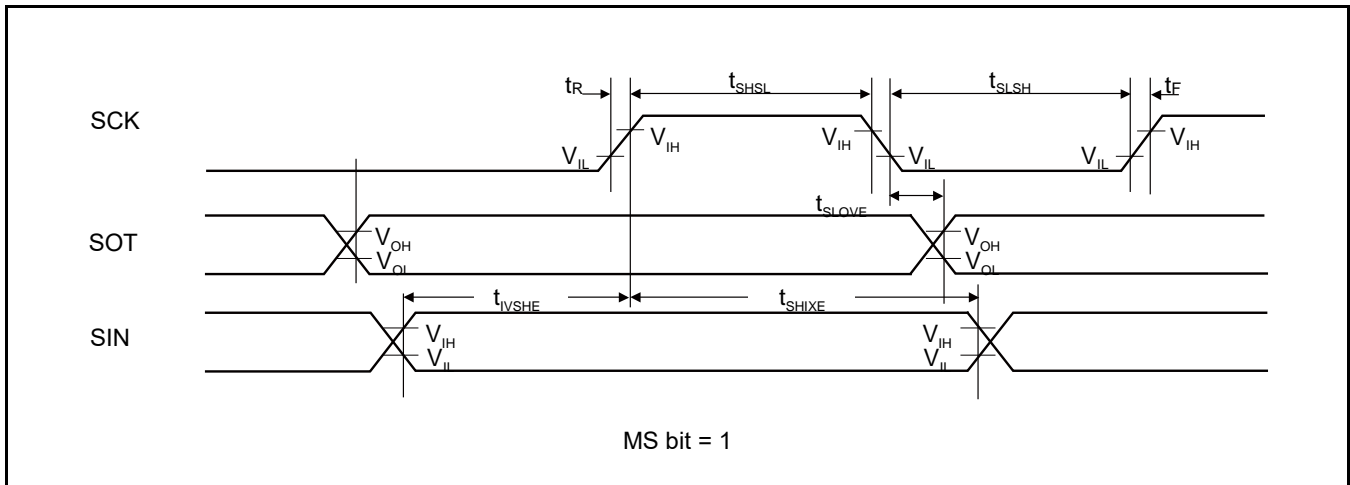 tR tSHSL tSLSH tF
SCK
VIH VIH VIH
VIL VIL VIL
tSLOVE
SOT
VOH VOH
VOL VOL
tIVSHE tSHIXE
SIN
VIH VIH
VIL VIL
MS bit = 1